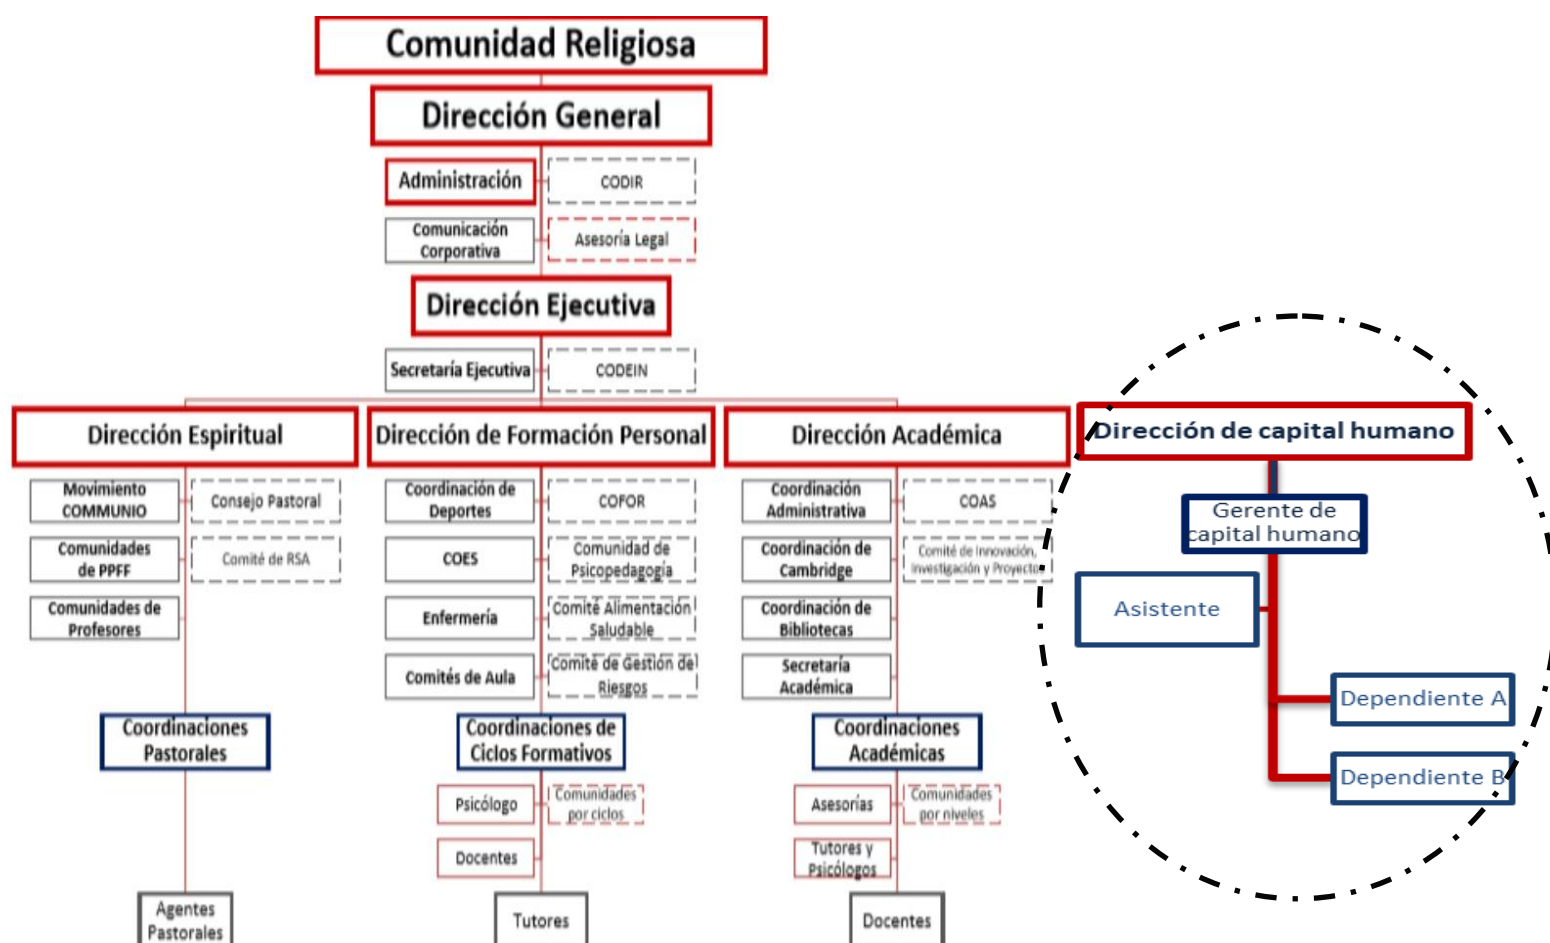 Comunidad Religiosa
Dirección General
Administración
CODIR
Comunicación
Corporativa
Asesoría Legal
Dirección Ejecutiva
Secretaría Ejecutiva
CODEIN
Dirección Espiritual
Movimiento
COMMUNIO
Consejo Pastoral
Comunidades
de PPFF
Comité de RSA
Comunidades de
Profesores
Coordinaciones
Pastorales
Agentes
Pastorales
Dirección de Formación Personal
Coordinación de
Deportes
COFOR
COES
Comunidad de
Psicopedagogía
Enfermería
Comité Alimentación
Saludable
Comités de Aula
Comité de Gestión de
Riesgos
Coordinaciones de
Ciclos Formativos
Psicólogo
Comunidades
por ciclos
Docentes
Tutores
Dirección Académica
Coordinación
Administrativa
COAS
Coordinación de
Cambridge
Comité de Innovación,
Investigación y Proyectos
Coordinación de
Bibliotecas
Secretaría
Académica
Coordinaciones
Académicas
Asesorías
Comunidades
por niveles
Tutores y
Psicólogos
Docentes
Dirección de capital humano
Gerente de
capital humano
Asistente
Dependiente A
Dependiente B